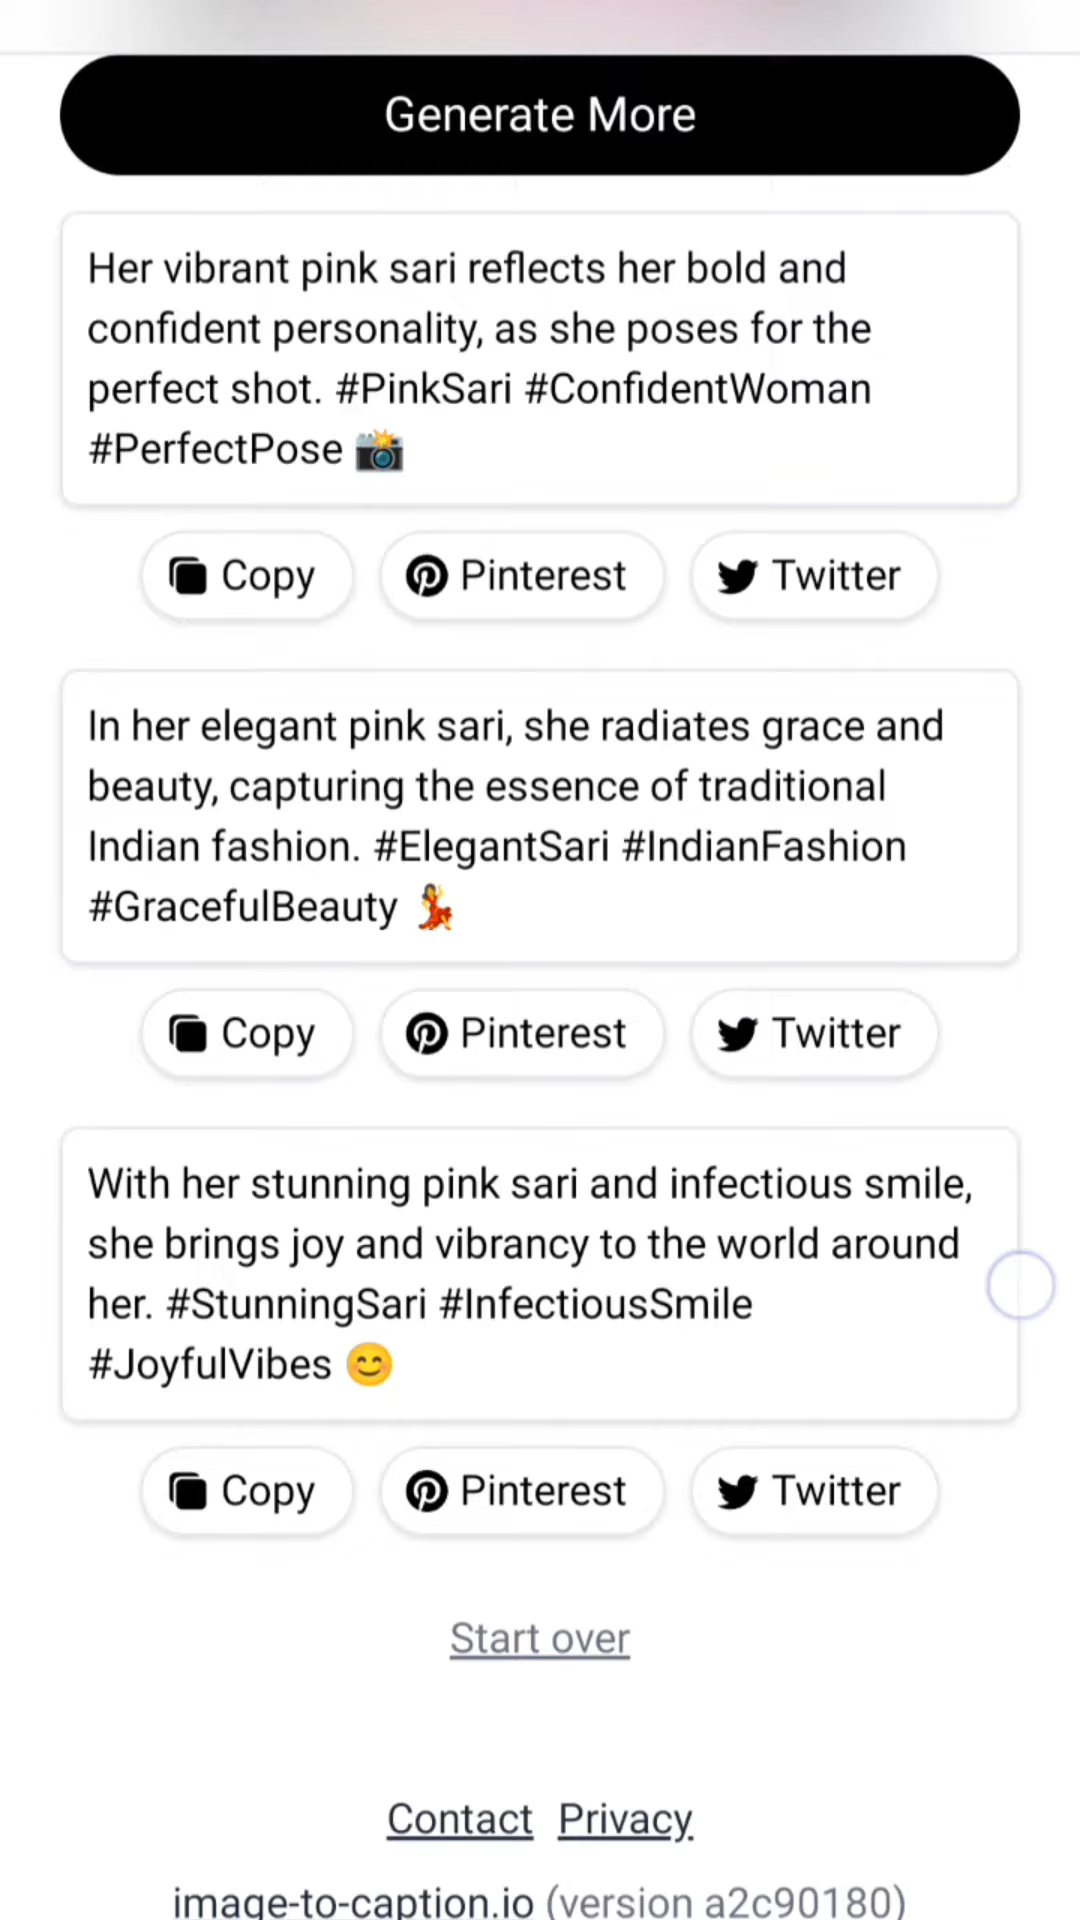 Generate More
Her vibrant pink sari reflects her bold and
confident personality, as she poses for the
perfect shot. #PinkSari #ConfidentWoman
#PerfectPose 📸
Copy Pinterest Twitter
In her elegant pink sari, she radiates grace and
beauty, capturing the essence of traditional
Indian fashion. #ElegantSari #IndianFashion
#GracefulBeauty 💃
Copy Pinterest Twitter
With her stunning pink sari and infectious smile,
she brings joy and vibrancy to the world around
her. #StunningSari #InfectiousSmile
#JoyfulVibes 😊
Copy Pinterest Twitter
Start over
Contact Privacy
image-to-caption.io (version a2c90180)